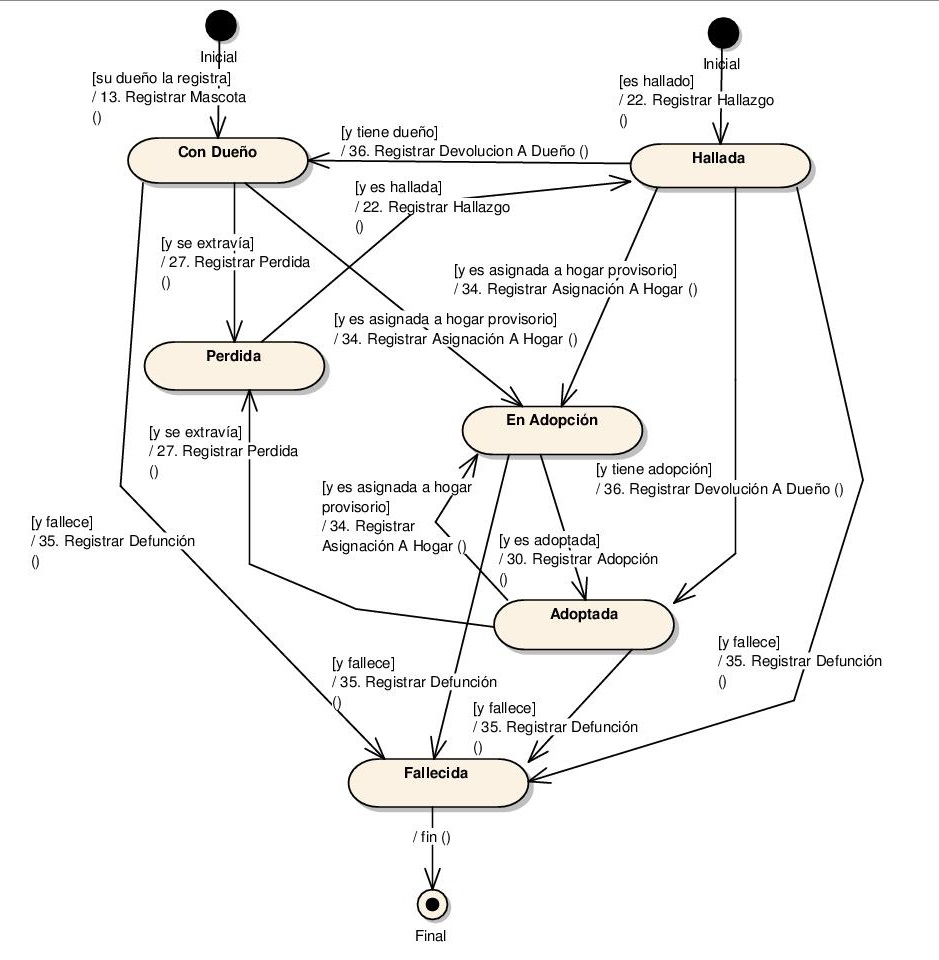 Inicial
Inicial
[su dueño la registra]
/ 13. Registrar Mascota
()
[es hallado]
/ 22. Registrar Hallazgo
()
Con Dueño
[y tiene dueño]
/ 36. Registrar Devolucion A Dueño ()
Hallada
[y es hallada]
/ 22. Registrar Hallazgo
()
[y se extravía]
/ 27. Registrar Perdida
()
[y es asignada a hogar provisorio]
/ 34. Registrar Asignación A Hogar ()
[y es asignada a hogar provisorio]
/ 34. Registrar Asignación A Hogar ()
Perdida
En Adopción
[y se extravía]
/ 27. Registrar Perdida
()
[y tiene adopción]
/ 36. Registrar Devolución A Dueño ()
[y es asignada a hogar
provisorio]
/ 34. Registrar
Asignación A Hogar ()
[y fallece]
/ 35. Registrar Defunción
()
[y es adoptada]
/ 30. Registrar Adopción
()
Adoptada
[y fallece]
/ 35. Registrar Defunción
()
[y fallece]
/ 35. Registrar Defunción
()
[y fallece]
/ 35. Registrar Defunción
()
Fallecida
/ fin ()
Final